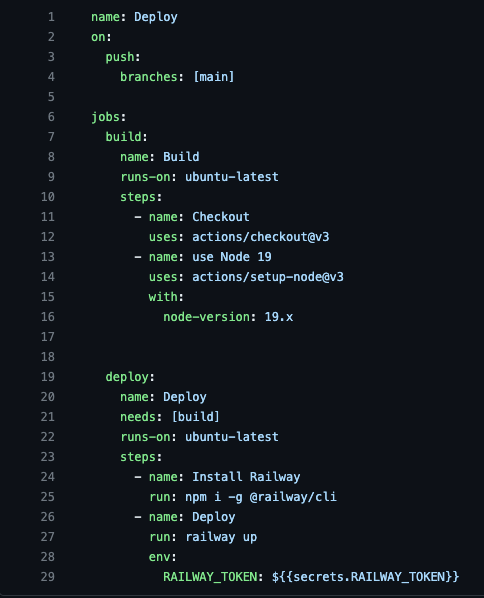 1 name: Deploy
2 on:
3   push:
4     branches: [main]
5
6 jobs:
7   build:
8     name: Build
9     runs-on: ubuntu-latest
10     steps:
11       - name: Checkout
12         uses: actions/checkout@v3
13       - name: use Node 19
14         uses: actions/setup-node@v3
15         with:
16           node-version: 19.x
17
18
19   deploy:
20     name: Deploy
21     needs: [build]
22     runs-on: ubuntu-latest
23     steps:
24       - name: Install Railway
25         run: npm i -g @railway/cli
26       - name: Deploy
27         run: railway up
28         env:
29           RAILWAY_TOKEN: ${{secrets.RAILWAY_TOKEN}}